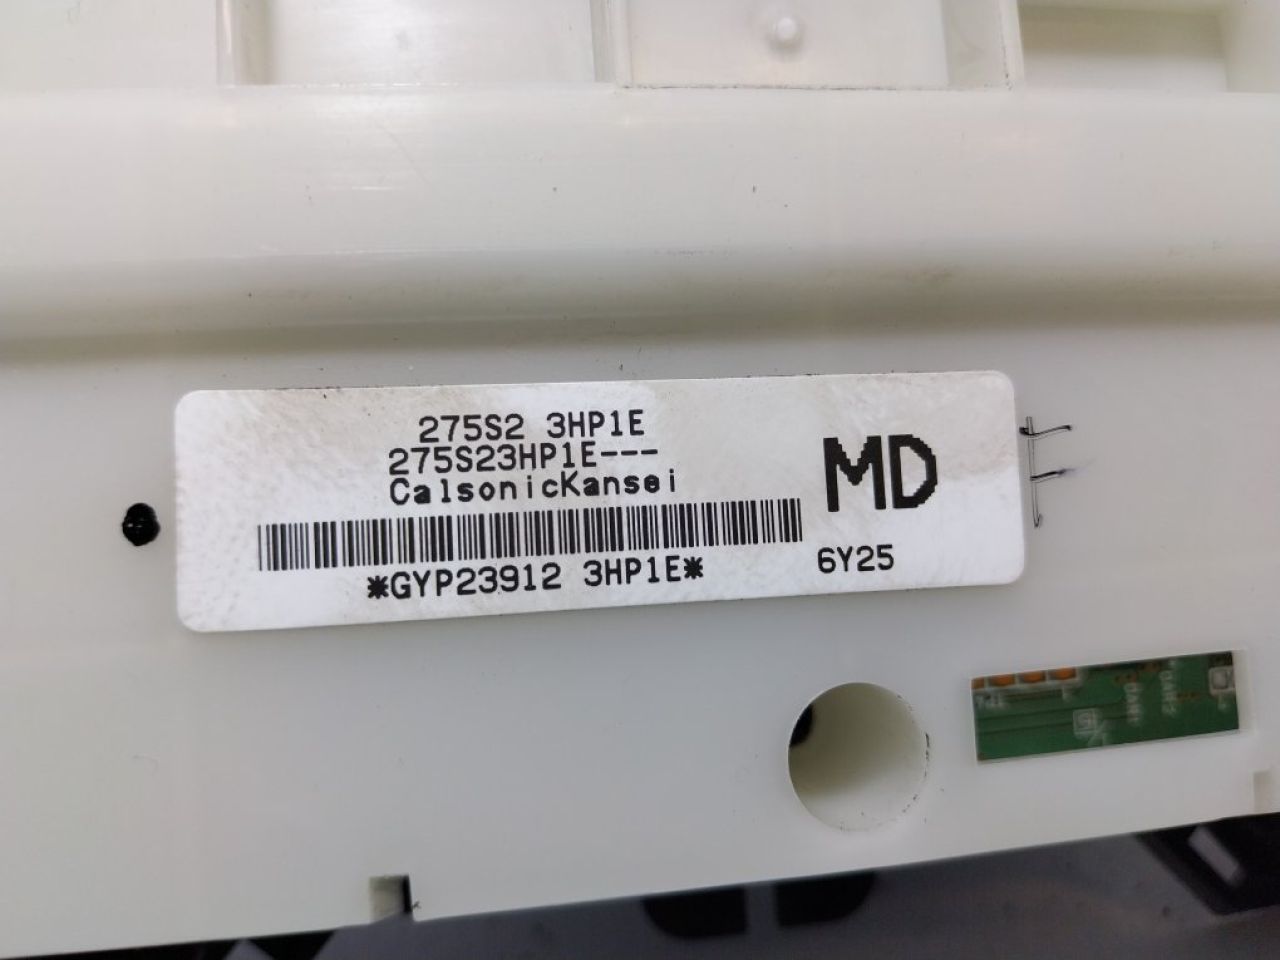 275S2 3HP1E
275S23HP1E---
CalsonicKansei
MD
*GYP23912 3HP1E*
6Y25